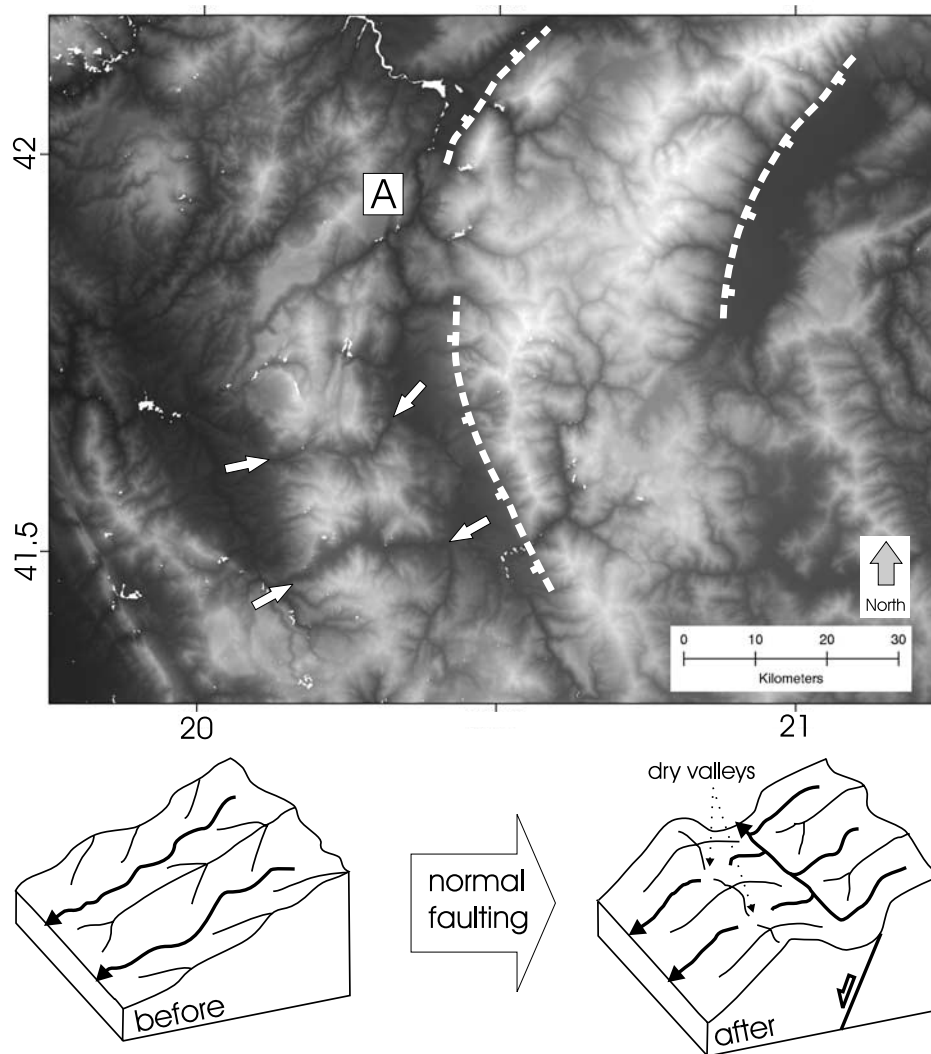 42
41.5
A
North
0 10 20 30
Kilometers
20
21
dry valleys
normal
faulting
before
after